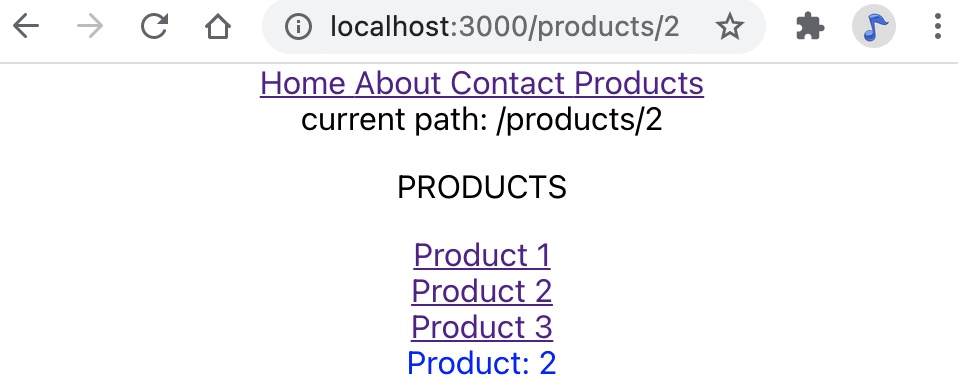 localhost:3000/products/2
Home About Contact Products
current path: /products/2
PRODUCTS
Product 1
Product 2
Product 3
Product: 2